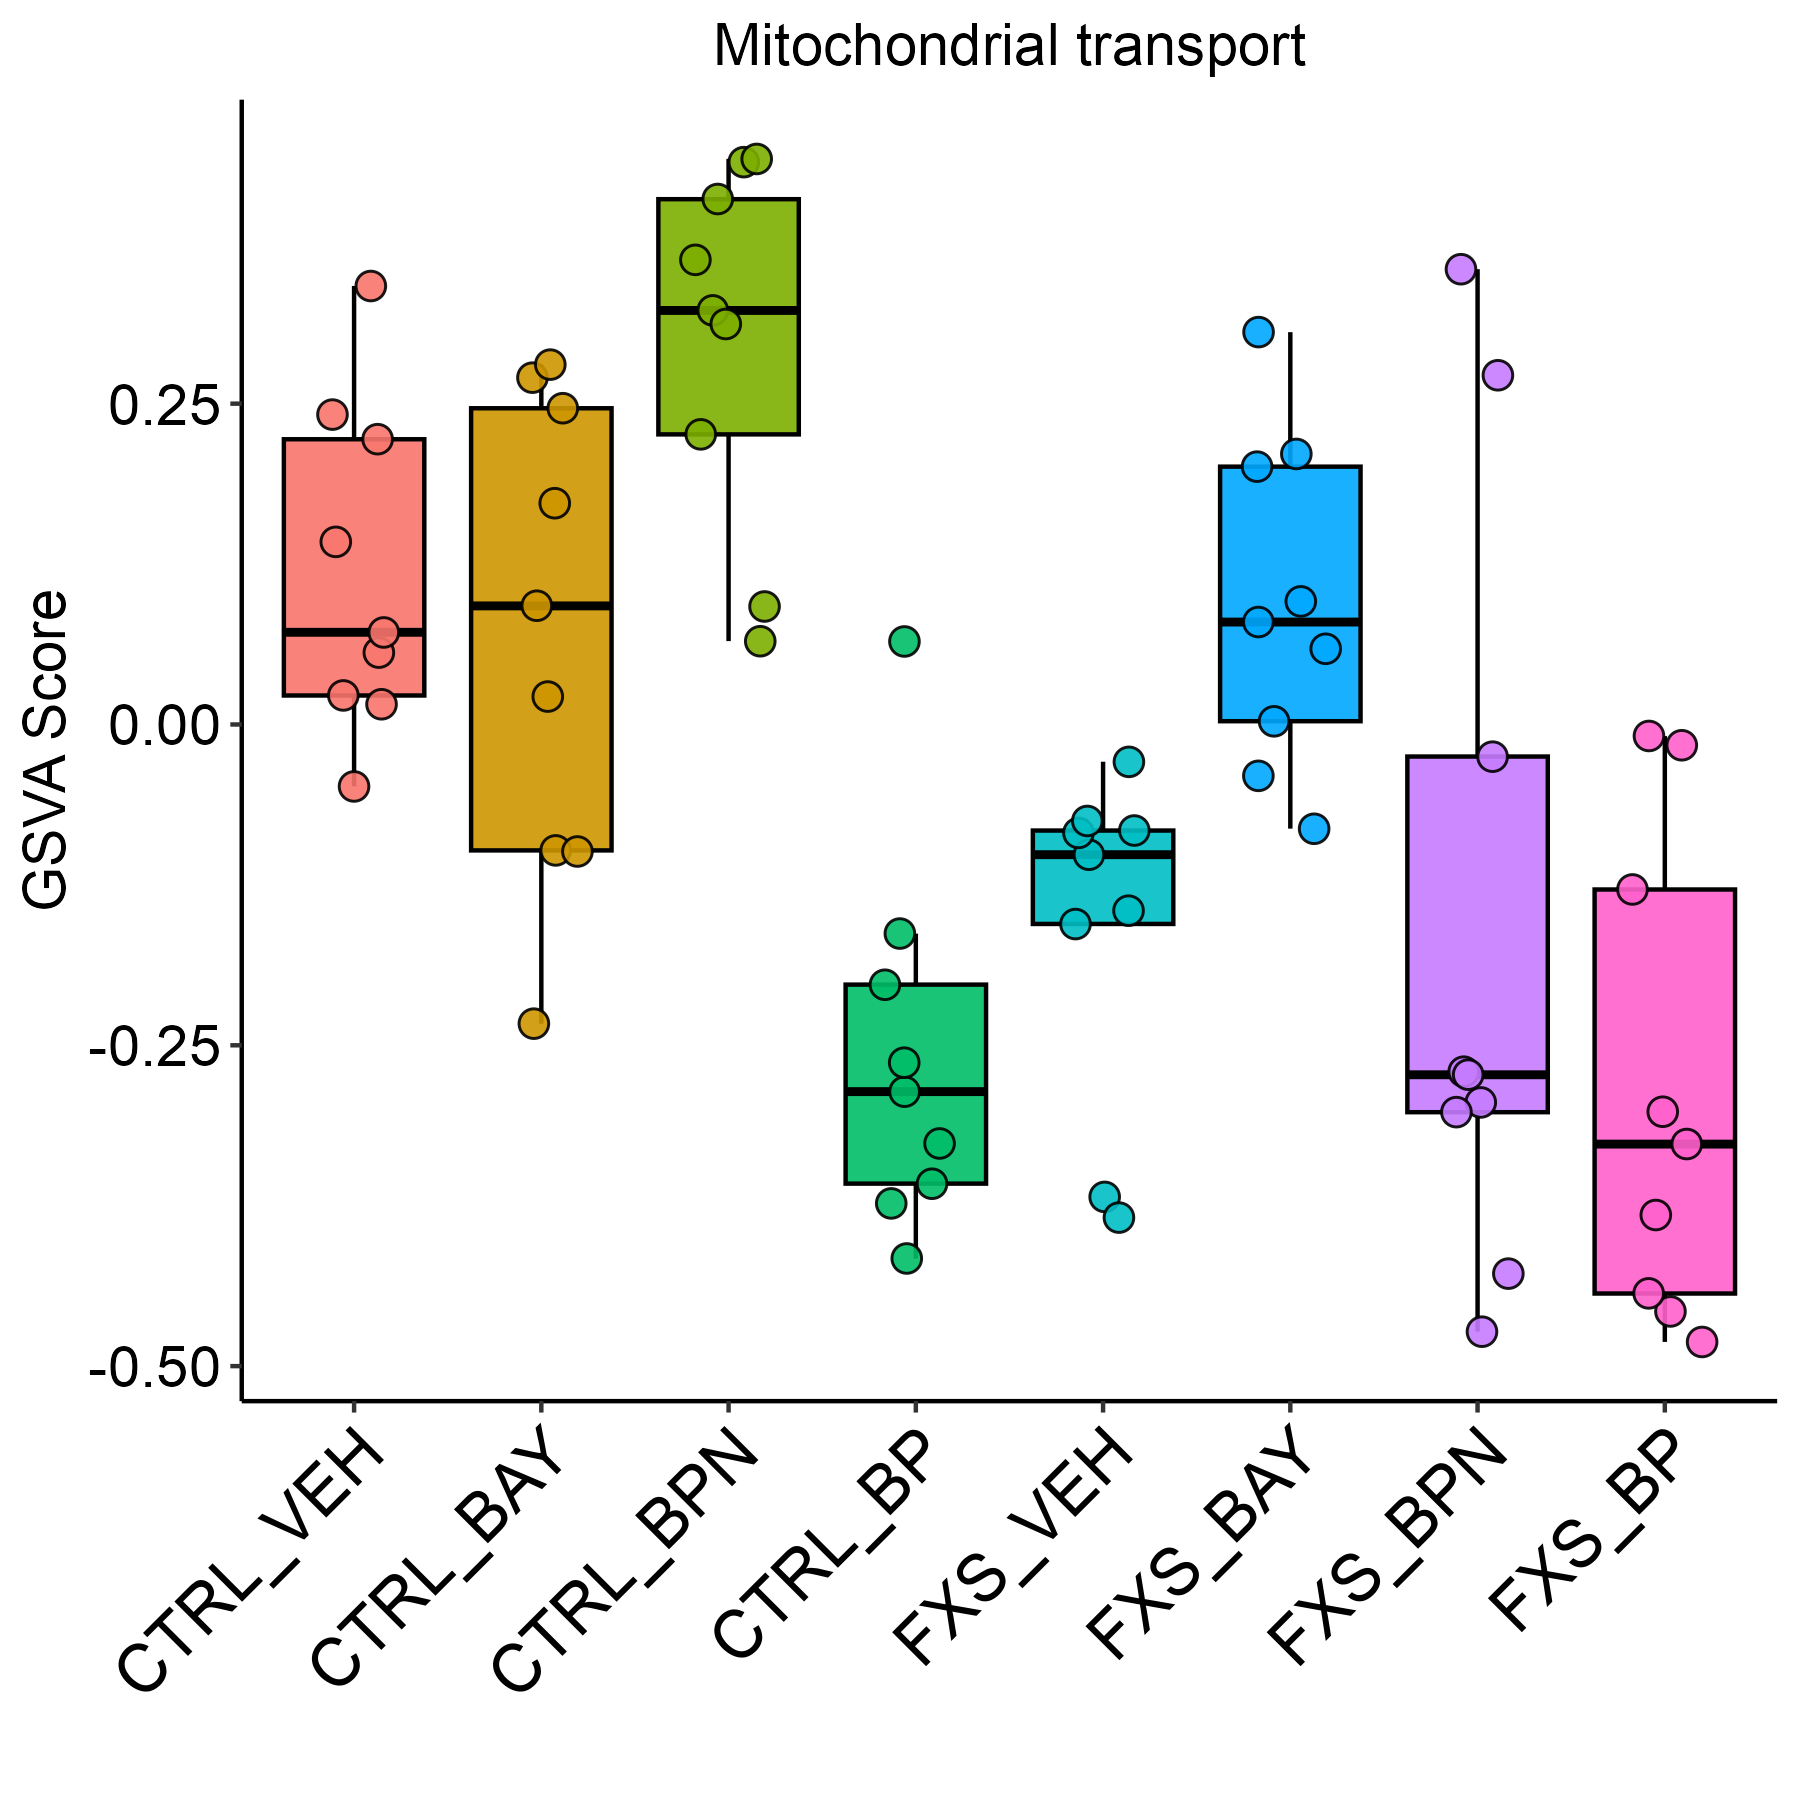 Mitochondrial transport
GSVA Score
0.25
0.00
-0.25
-0.50
CTRL_VEH
CTRL_BAY
CTRL_BPN
CTRL_BP
FXS_VEH
FXS_BAY
FXS_BPN
FXS_BP